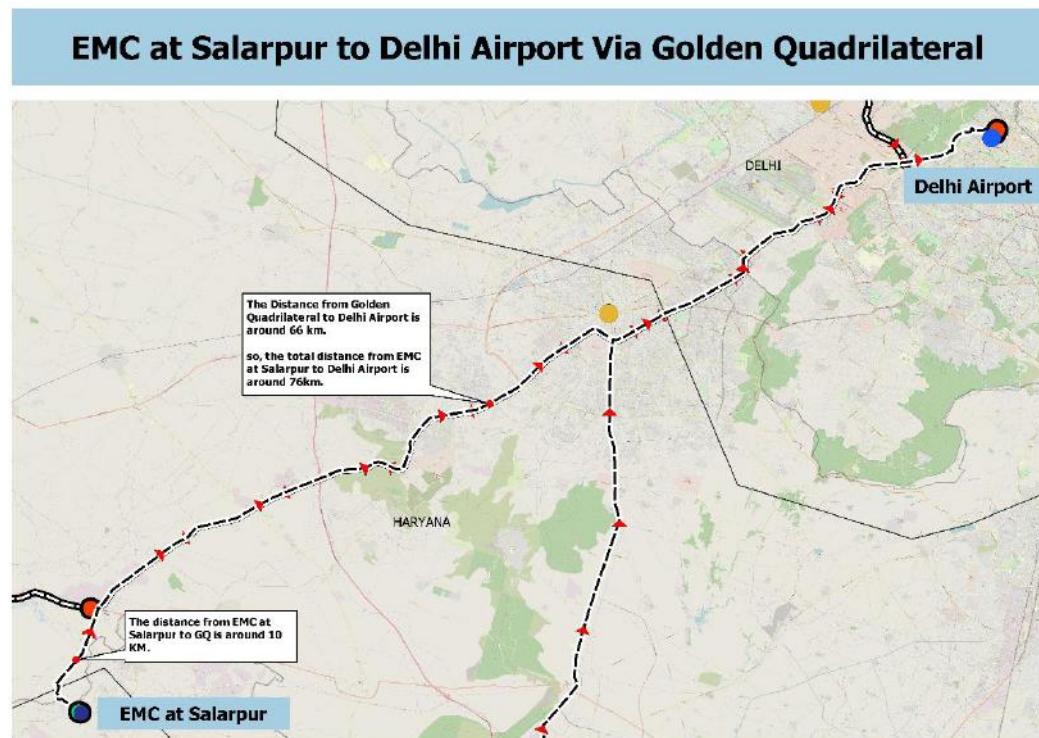 EMC at Salarpur to Delhi Airport Via Golden Quadrilateral
DELHI
Delhi Airport
The Distance from Golden
Quadrilateral to Delhi Airport is
around 66 km.
so, the total distance from EMC
at Salarpur to Delhi Airport is
around 76km.
HARYANA
The distance from EMC at
Salarpur to GQ is around 10
KM.
EMC at Salarpur